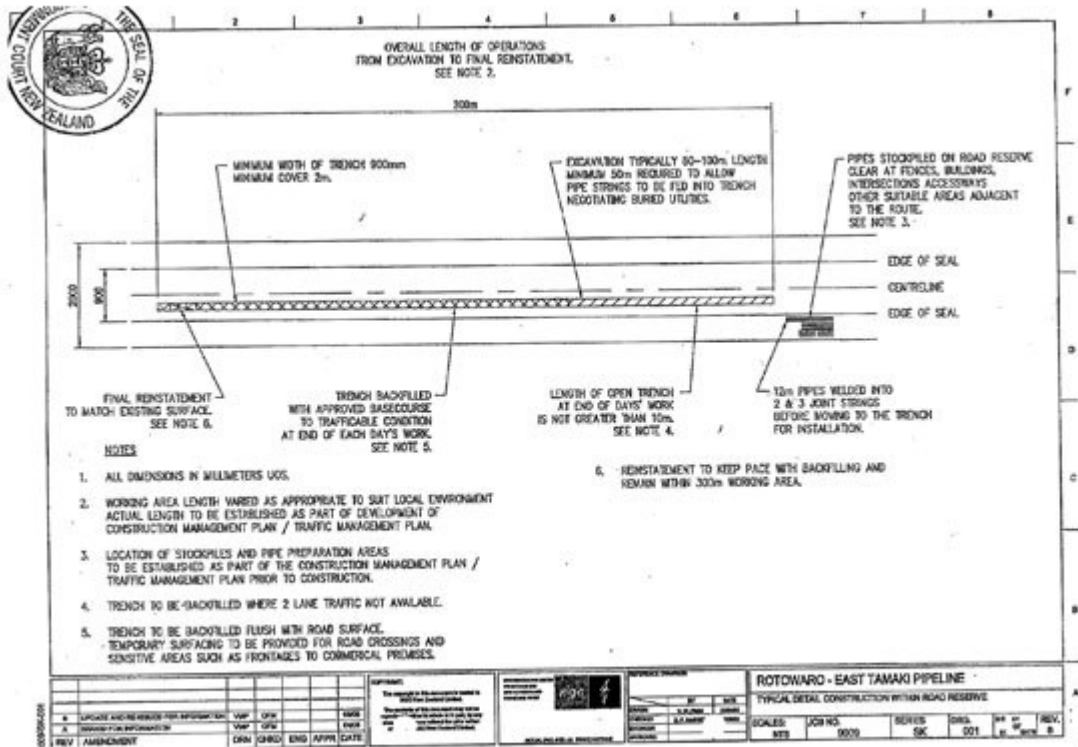 THE SEAL OF THE
COURT NEW ZEALAND
2 3 4 5 6 7 8
OVERALL LENGTH OF OPERATIONS
FROM EXCAVATION TO FINAL REINSTATEMENT.
SEE NOTE 2.
300m
MINIMUM WIDTH OF TRENCH 900mm
MINIMUM COVER 2m.
EXCAVATION TYPICALLY 80-100m LENGTH
MINIMUM 50m REQUIRED TO ALLOW
PIPE STRINGS TO BE FED INTO TRENCH
NEGOTIATING BURIED UTILITIES.
PIPES STOCKPILED ON ROAD RESERVE
CLEAR AT FENCES, BUILDINGS,
INTERSECTIONS ACCESSWAYS
OTHER SUITABLE AREAS ADJACENT
TO THE ROUTE.
SEE NOTE 3.
EDGE OF SEAL
CENTRELINE
EDGE OF SEAL
FINAL REINSTATEMENT
TO MATCH EXISTING SURFACE.
SEE NOTE 6.
TRENCH BACKFILLED
WITH APPROVED BASECOURSE
TO TRAFFICABLE CONDITION
AT END OF EACH DAY'S WORK.
SEE NOTE 5.
LENGTH OF OPEN TRENCH
AT END OF DAYS' WORK
IS NOT GREATER THAN 10m.
SEE NOTE 4.
12m PIPES WELDED INTO
2 & 3 JOINT STRINGS
BEFORE MOVING TO THE TRENCH
FOR INSTALLATION.
NOTES
1. ALL DIMENSIONS IN MILLIMETERS UOS.
2. WORKING AREA LENGTH VARIED AS APPROPRIATE TO SUIT LOCAL ENVIRONMENT
ACTUAL LENGTH TO BE ESTABLISHED AS PART OF DEVELOPMENT OF
CONSTRUCTION MANAGEMENT PLAN / TRAFFIC MANAGEMENT PLAN.
3. LOCATION OF STOCKPILES AND PIPE PREPARATION AREAS
TO BE ESTABLISHED AS PART OF THE CONSTRUCTION MANAGEMENT PLAN /
TRAFFIC MANAGEMENT PLAN PRIOR TO CONSTRUCTION.
4. TRENCH TO BE BACKFILLED WHERE 2 LANE TRAFFIC NOT AVAILABLE.
5. TRENCH TO BE BACKFILLED FLUSH WITH ROAD SURFACE.
TEMPORARY SURFACING TO BE PROVIDED FOR ROAD CROSSINGS AND
SENSITIVE AREAS SUCH AS FRONTAGES TO COMMERICAL PREMISES.
6. REINSTATEMENT TO KEEP PACE WITH BACKFILLING AND
REMAIN WITHIN 300m WORKING AREA.
REV AMENDMENT DRN CHKD ENG APPR DATE
ROTOWARO - EAST TAMAKI PIPELINE
TYPICAL DETAIL CONSTRUCTION WITHIN ROAD RESERVE
SCALES: NTS
JOB NO. 9009
SERIES SK
DRG. 001
REV. B